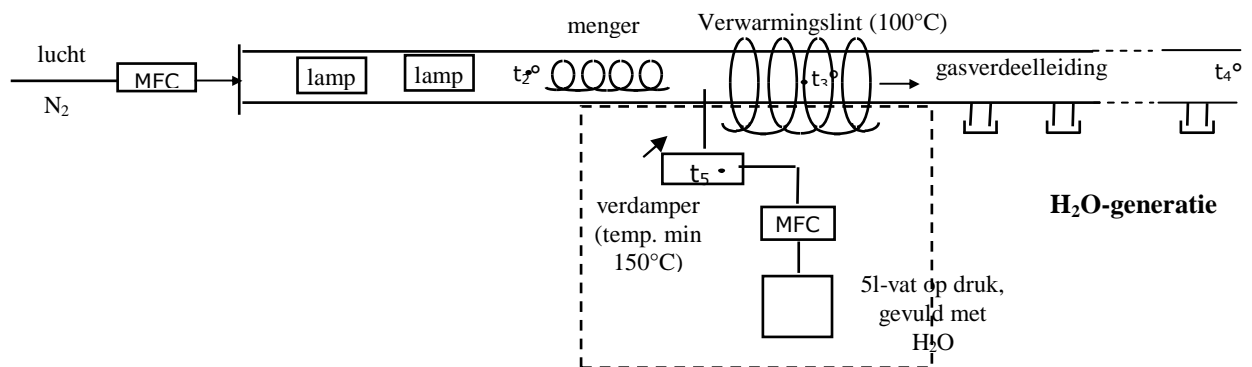 menger
Verwarmingslint (100°C)
lucht
MFC
N₂
lamp
lamp
t₂°
t₃°
gasverdeelleiding
t₄°
t₅
verdamper
(temp. min
150°C)
MFC
H₂O-generatie
5l-vat op druk,
gevuld met
H₂O